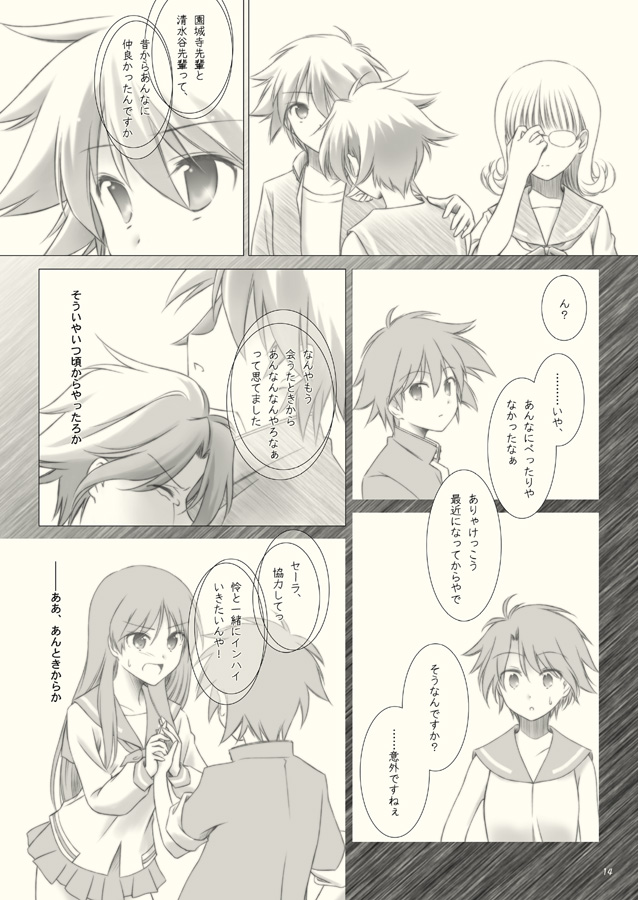 園城寺先輩と
清水谷先輩って、
昔からあんなに
仲良かったんですか
ん？
………いや、
あんなにべったりや
なかったなぁ
ありゃけっこう
最近になってからやで
そうなんですか？
……意外ですねぇ
なんやもう
会うたときから
あんなんなんやろなぁ
って思てました
そういやいつ頃からやったろか
セーラ、
協力してっ
怜と一緒にインハイ
いきたいんや！
――ああ、あんときからか
14